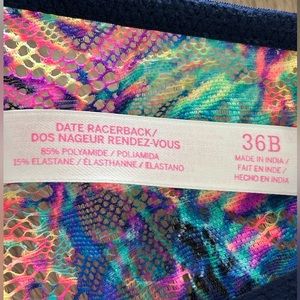 DATE RACERBACK/
DOS NAGEUR RENDEZ-VOUS
85% POLYAMIDE / POLIAMIDA
15% ELASTANE / ÉLASTHANNE / ELASTANO
36B
MADE IN INDIA /
FAIT EN INDE /
HECHO EN INDIA